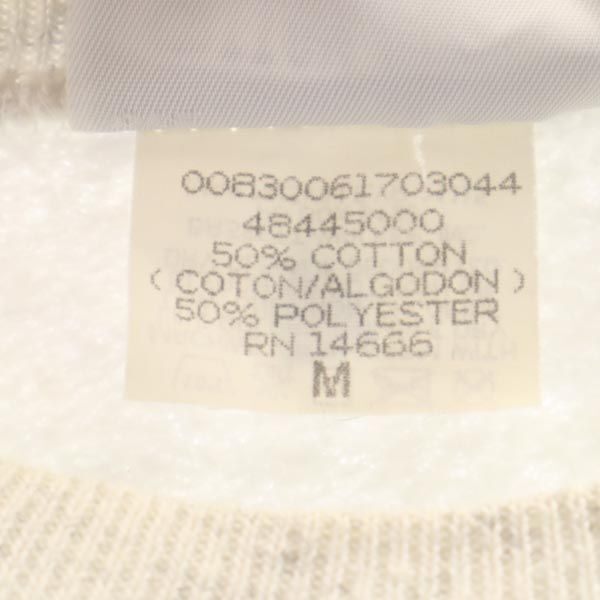 00830061703044
48445000
50% COTTON
( COTON/ALGODON )
50% POLYESTER
RN 14666
M